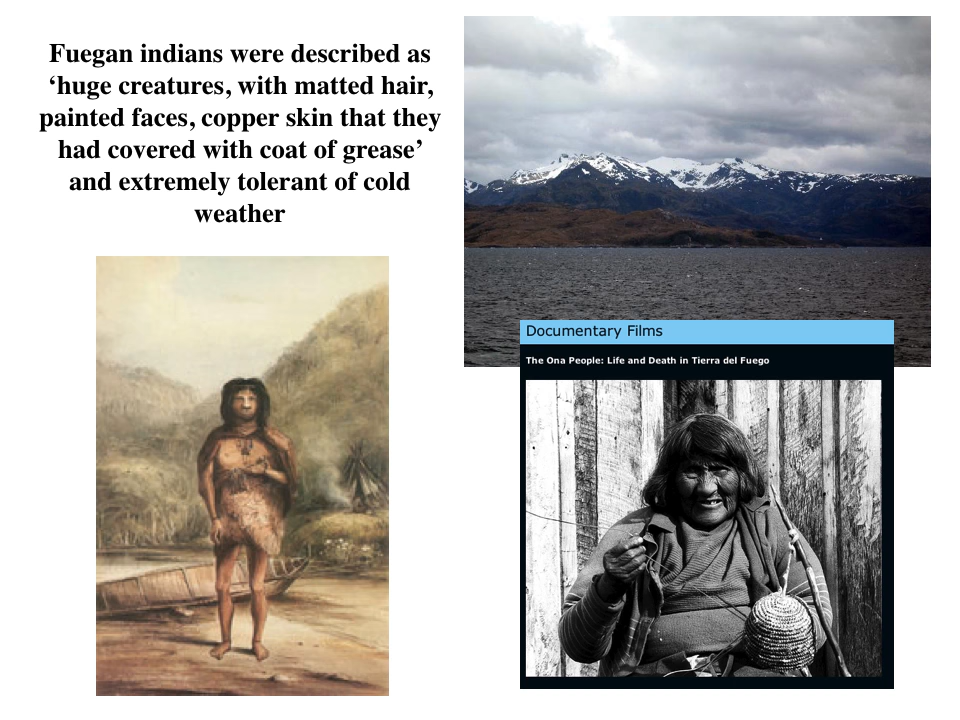 Fuegan indians were described as
‘huge creatures, with matted hair,
painted faces, copper skin that they
had covered with coat of grease’
and extremely tolerant of cold
weather
Documentary Films
The Ona People: Life and Death in Tierra del Fuego